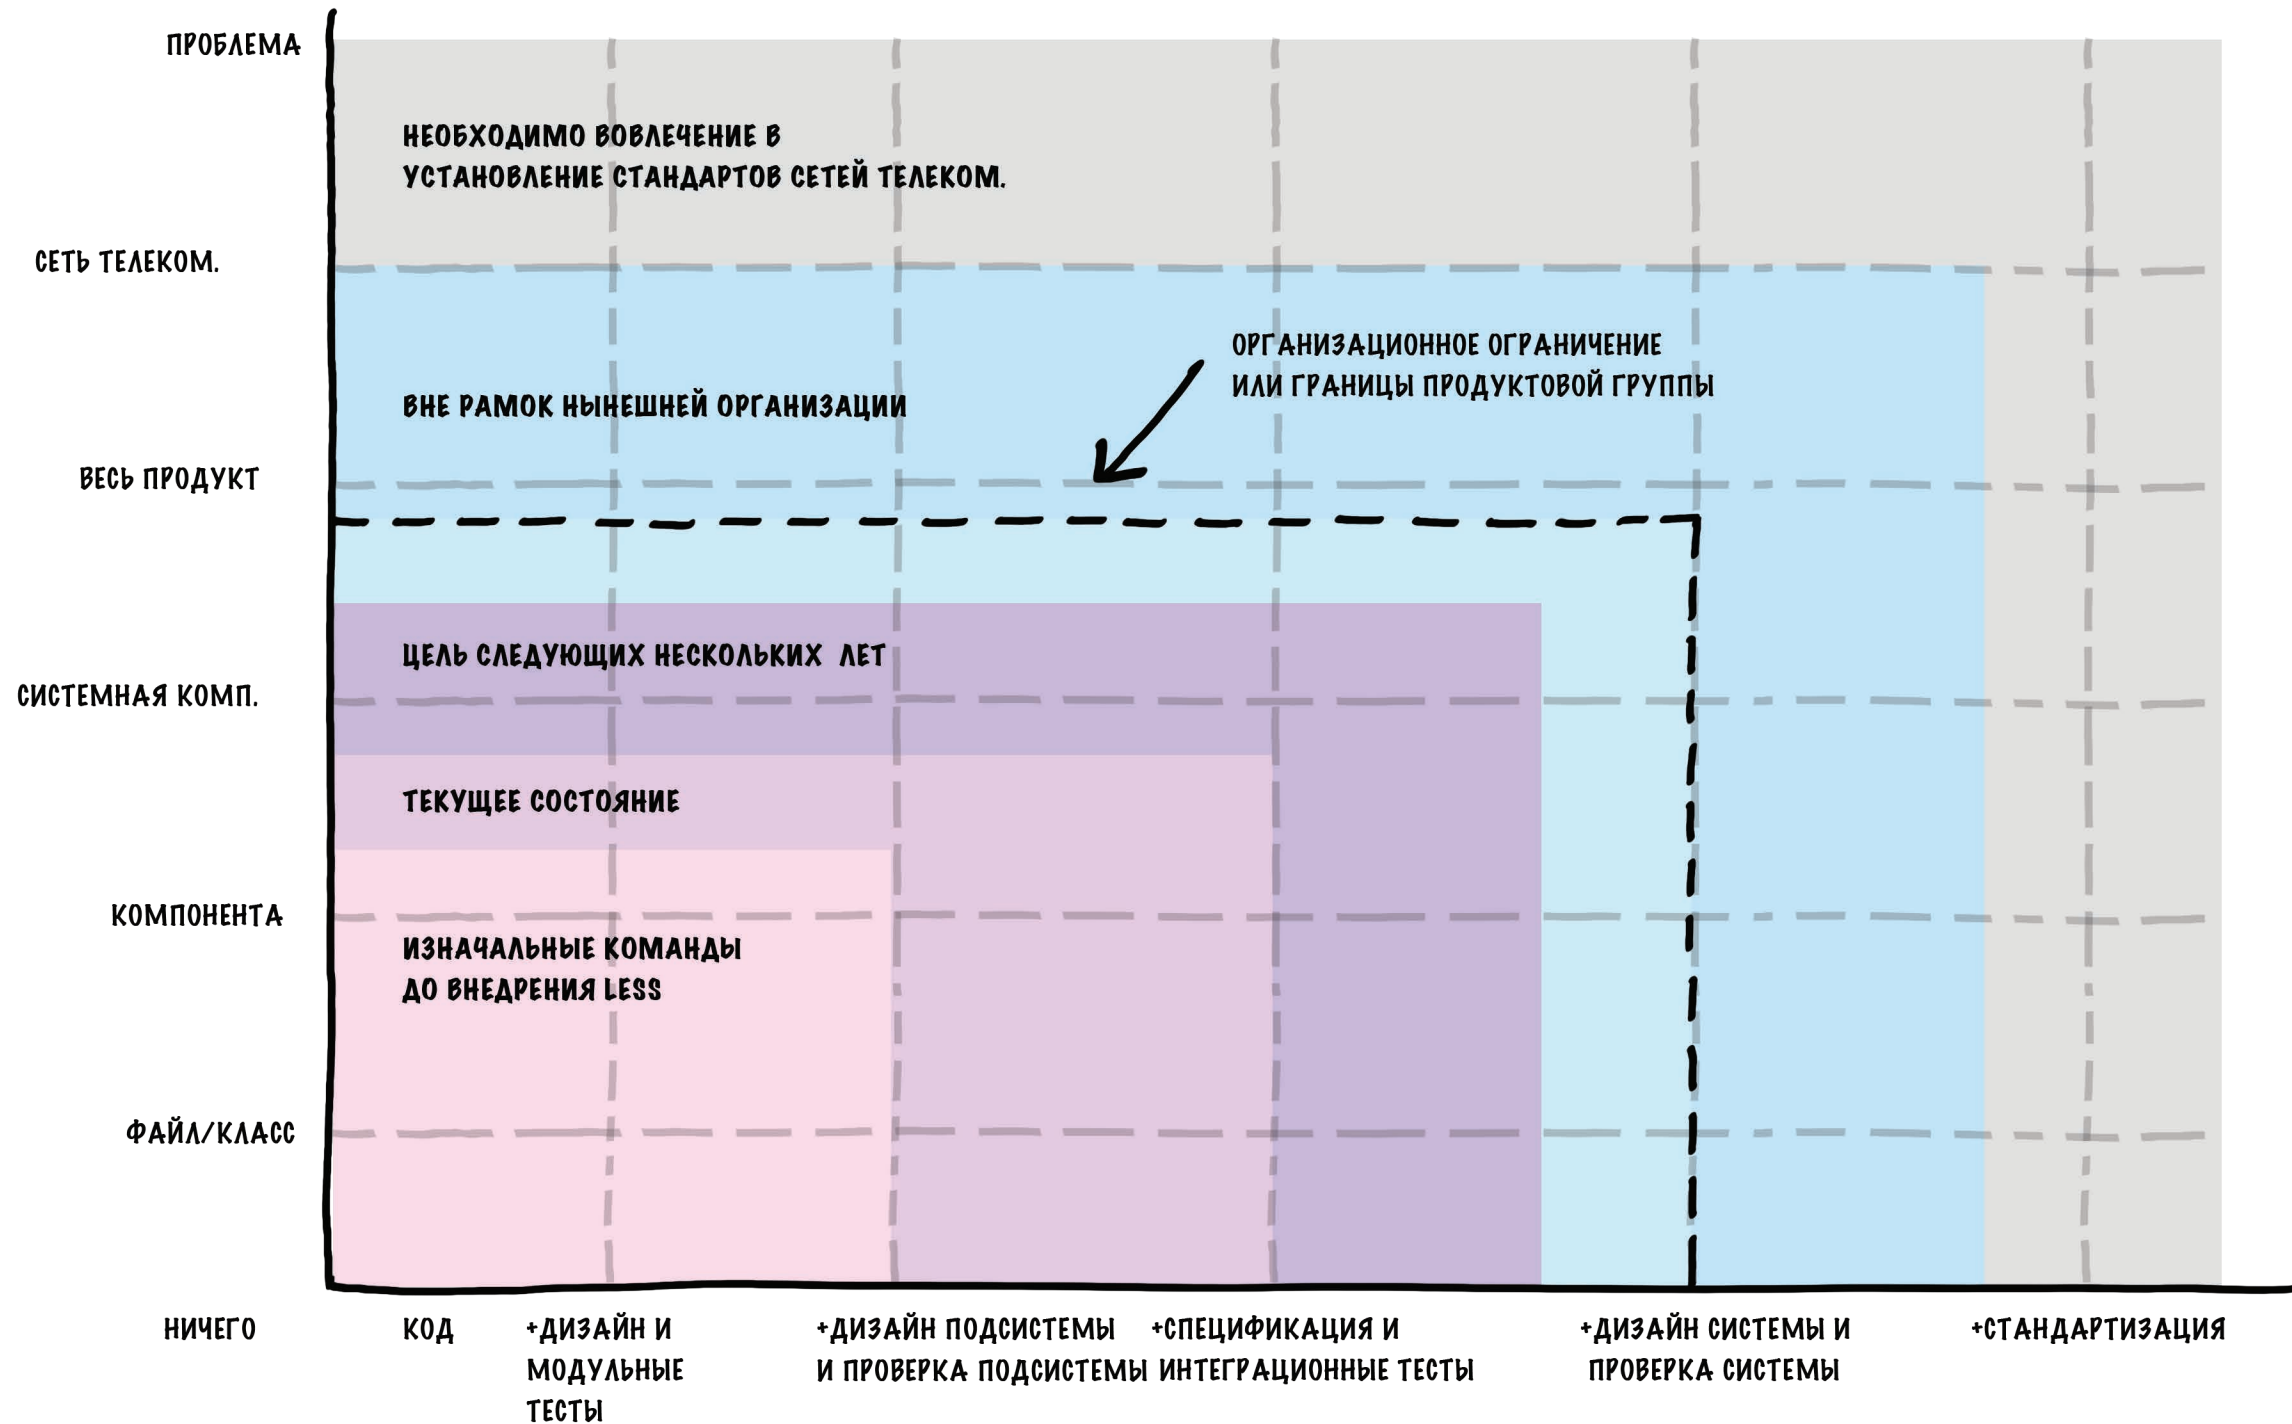 ПРОБЛЕМА
НЕОБХОДИМО ВОВЛЕЧЕНИЕ В
УСТАНОВЛЕНИЕ СТАНДАРТОВ СЕТЕЙ ТЕЛЕКОМ.
СЕТЬ ТЕЛЕКОМ.
ОРГАНИЗАЦИОННОЕ ОГРАНИЧЕНИЕ
ИЛИ ГРАНИЦЫ ПРОДУКТОВОЙ ГРУППЫ
ВНЕ РАМОК НЫНЕШНЕЙ ОРГАНИЗАЦИИ
ВЕСЬ ПРОДУКТ
ЦЕЛЬ СЛЕДУЮЩИХ НЕСКОЛЬКИХ ЛЕТ
СИСТЕМНАЯ КОМП.
ТЕКУЩЕЕ СОСТОЯНИЕ
КОМПОНЕНТА
ИЗНАЧАЛЬНЫЕ КОМАНДЫ
ДО ВНЕДРЕНИЯ LESS
ФАЙЛ/КЛАСС
НИЧЕГО
КОД
+ДИЗАЙН И
МОДУЛЬНЫЕ
ТЕСТЫ
+ДИЗАЙН ПОДСИСТЕМЫ
И ПРОВЕРКА ПОДСИСТЕМЫ
+СПЕЦИФИКАЦИЯ И
ИНТЕГРАЦИОННЫЕ ТЕСТЫ
+ДИЗАЙН СИСТЕМЫ И
ПРОВЕРКА СИСТЕМЫ
+СТАНДАРТИЗАЦИЯ